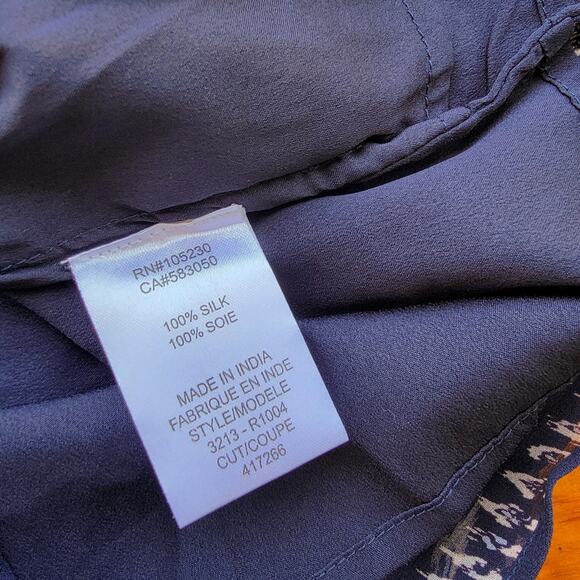 RN#105230
CA#583050
100% SILK
100% SOIE
MADE IN INDIA
FABRIQUE EN INDE
STYLE/MODELE
3213 - R1004
CUT/COUPE
417266